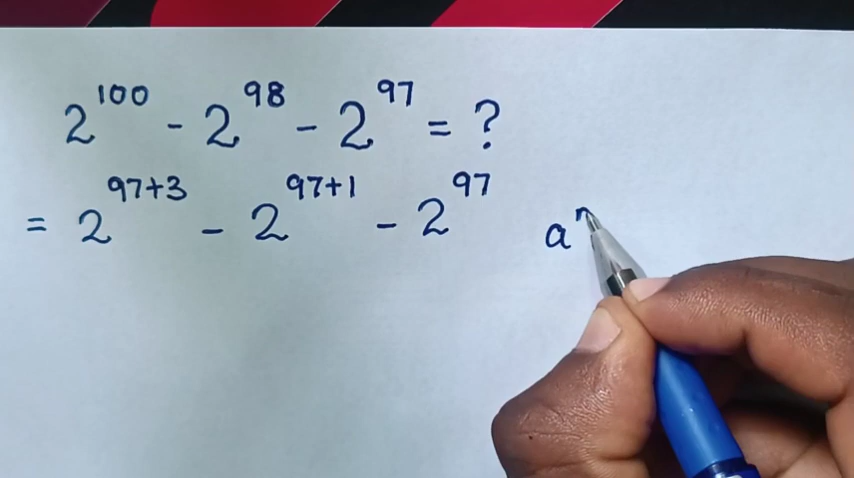 2^100 - 2^98 - 2^97 = ?
= 2^97+3 - 2^97+1 - 2^97
a